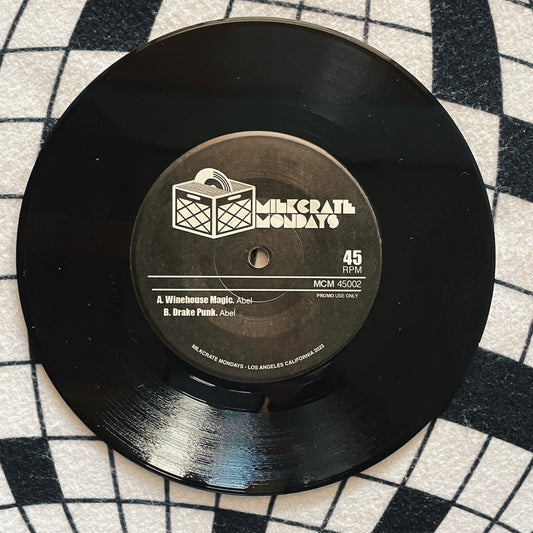 MILKCRATE
MONDAYS
45
RPM
MCM 45002
PROMO USE ONLY
A. Winehouse Magic. Abel
B. Drake Punk. Abel
MILKCRATE MONDAYS - LOS ANGELES CALIFORNIA 2023